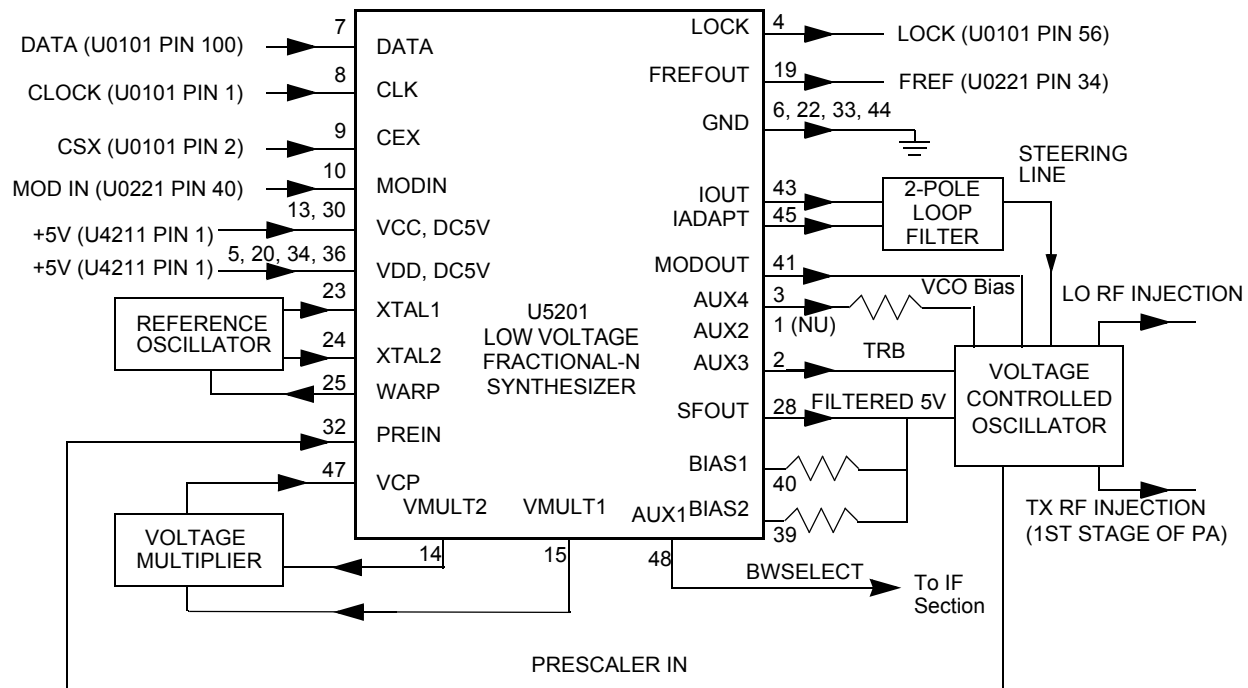 DATA (U0101 PIN 100)
7
DATA
CLOCK (U0101 PIN 1)
8
CLK
CSX (U0101 PIN 2)
9
CEX
MOD IN (U0221 PIN 40)
10
MODIN
+5V (U4211 PIN 1)
13, 30
VCC, DC5V
+5V (U4211 PIN 1)
5, 20, 34, 36
VDD, DC5V
REFERENCE
OSCILLATOR
23
XTAL1
24
XTAL2
25
WARP
32
PREIN
47
VCP
VOLTAGE
MULTIPLIER
VMULT2
14
VMULT1
15
AUX1
48
BWSELECT
To IF
Section
U5201
LOW VOLTAGE
FRACTIONAL-N
SYNTHESIZER
LOCK
4
LOCK (U0101 PIN 56)
FREFOUT
19
FREF (U0221 PIN 34)
GND
6, 22, 33, 44
IOUT
43
IADAPT
45
2-POLE
LOOP
FILTER
STEERING
LINE
MODOUT
41
AUX4
3
VCO Bias
AUX2
1 (NU)
AUX3
2
TRB
SFOUT
28
FILTERED 5V
BIAS1
40
BIAS2
39
VOLTAGE
CONTROLLED
OSCILLATOR
LO RF INJECTION
TX RF INJECTION
(1ST STAGE OF PA)
PRESCALER IN